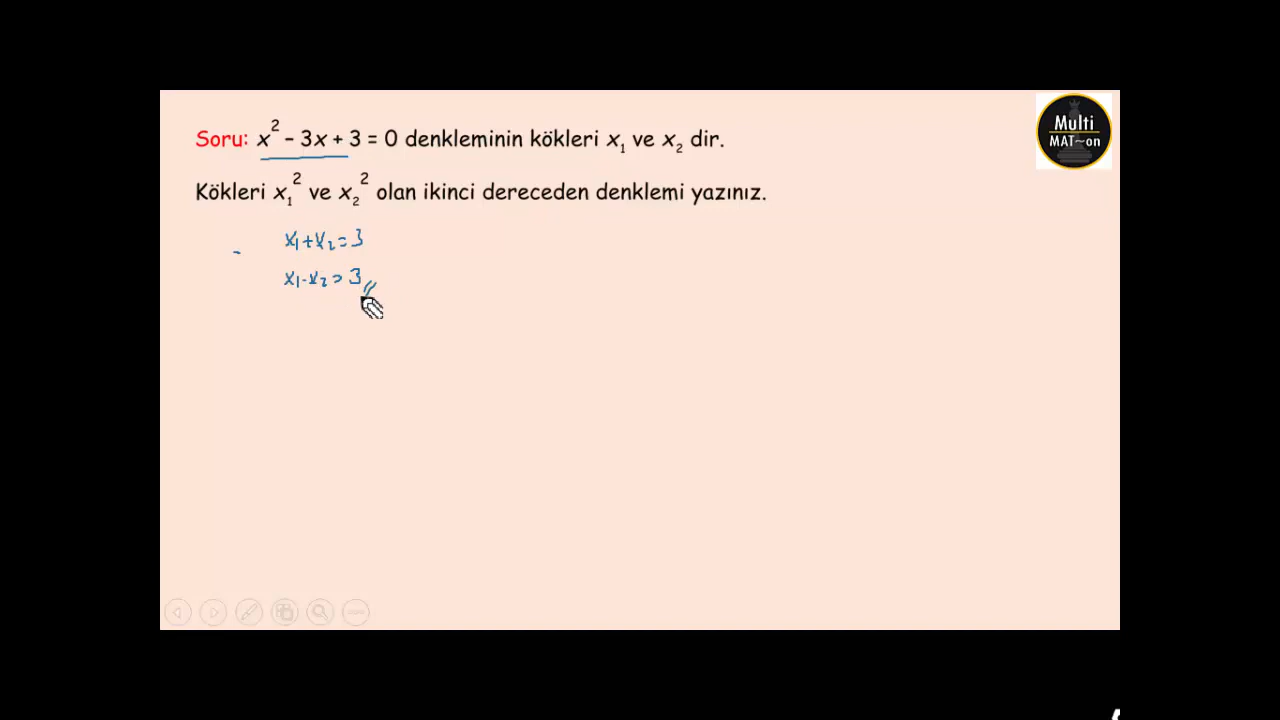 Multi
MAT~on
Soru: x² - 3x + 3 = 0 denkleminin kökleri x₁ ve x₂ dir.
Kökleri x₁² ve x₂² olan ikinci dereceden denklemi yazınız.
x₁+x₂=3
x₁·x₂=3